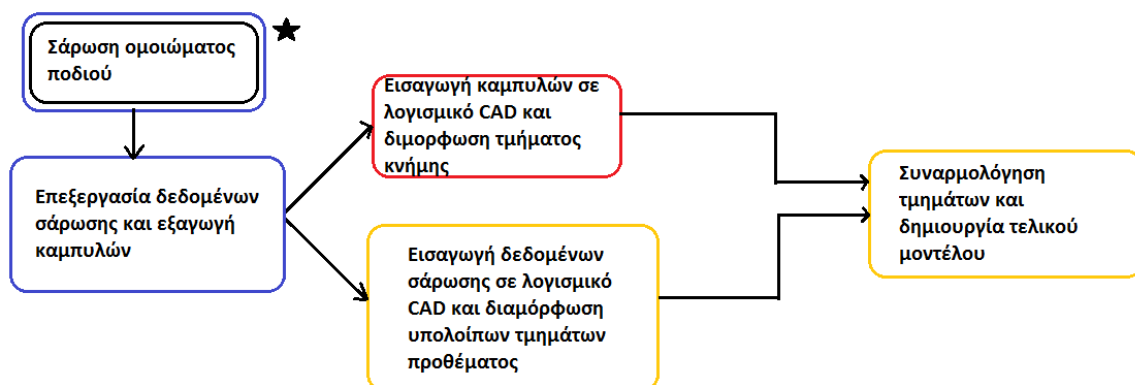 Σάρωση ομοιώματος
ποδιού
Εισαγωγή καμπυλών σε
λογισμικό CAD και
διμορφωση τμήματος
κνήμης
Επεξεργασία δεδομένων
σάρωσης και εξαγωγή
καμπυλών
Εισαγωγή δεδομένων
σάρωσης σε λογισμικό
CAD και διαμόρφωση
υπολοίπων τμημάτων
προθέματος
Συναρμολόγηση
τμημάτων και
δημιουργία τελικού
μοντέλου